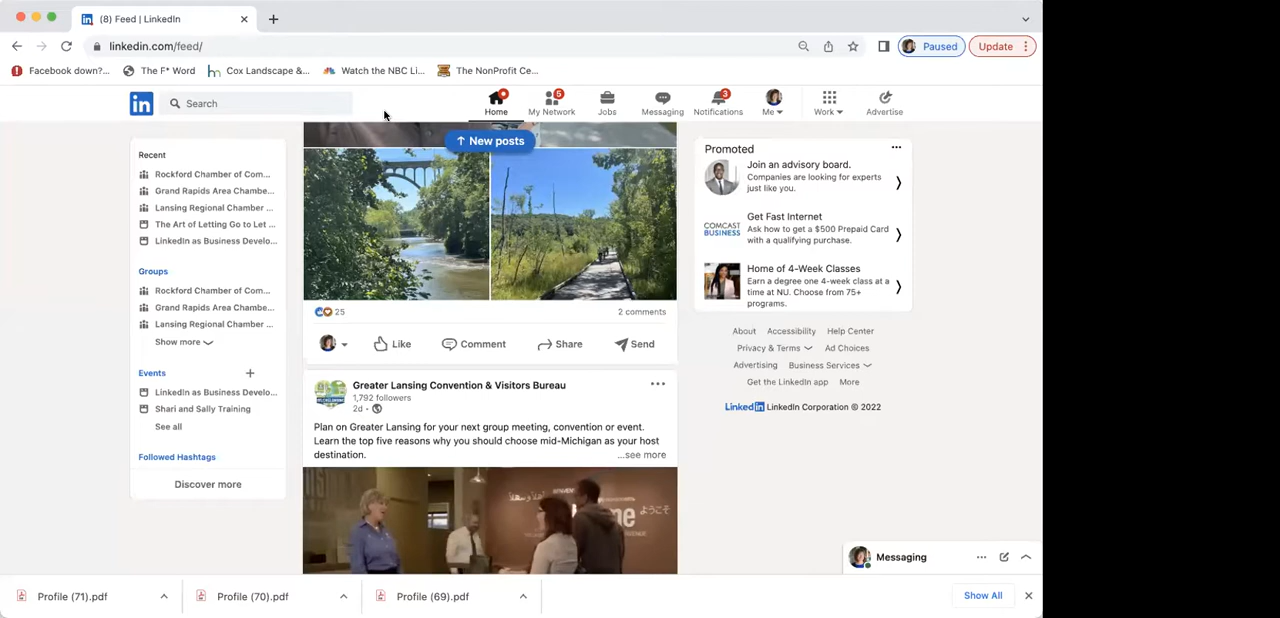 (8) Feed | LinkedIn
linkedin.com/feed/
Paused
Update
Facebook down?...
The F* Word
Cox Landscape &...
Watch the NBC Li...
The NonProfit Ce...
in
Search
Home
5
My Network
Jobs
Messaging
3
Notifications
Me
Work
Advertise
Recent
Rockford Chamber of Com...
Grand Rapids Area Chambe...
Lansing Regional Chamber ...
The Art of Letting Go to Let ...
LinkedIn as Business Develo...
Groups
Rockford Chamber of Com...
Grand Rapids Area Chambe...
Lansing Regional Chamber ...
Show more
Events
LinkedIn as Business Develo...
Shari and Sally Training
See all
Followed Hashtags
Discover more
↑ New posts
25
2 comments
Like
Comment
Share
Send
Greater Lansing Convention & Visitors Bureau
1,792 followers
2d •
Plan on Greater Lansing for your next group meeting, convention or event.
Learn the top five reasons why you should choose mid-Michigan as your host
destination.
...see more
ようこそ
Promoted
Join an advisory board.
Companies are looking for experts
just like you.
COMCAST
BUSINESS
Get Fast Internet
Ask how to get a $500 Prepaid Card
with a qualifying purchase.
Home of 4-Week Classes
Earn a degree one 4-week class at a
time at NU. Choose from 75+
programs.
About Accessibility Help Center
Privacy & Terms Ad Choices
Advertising Business Services
Get the LinkedIn app More
LinkedIn LinkedIn Corporation © 2022
Messaging
Profile (71).pdf
Profile (70).pdf
Profile (69).pdf
Show All